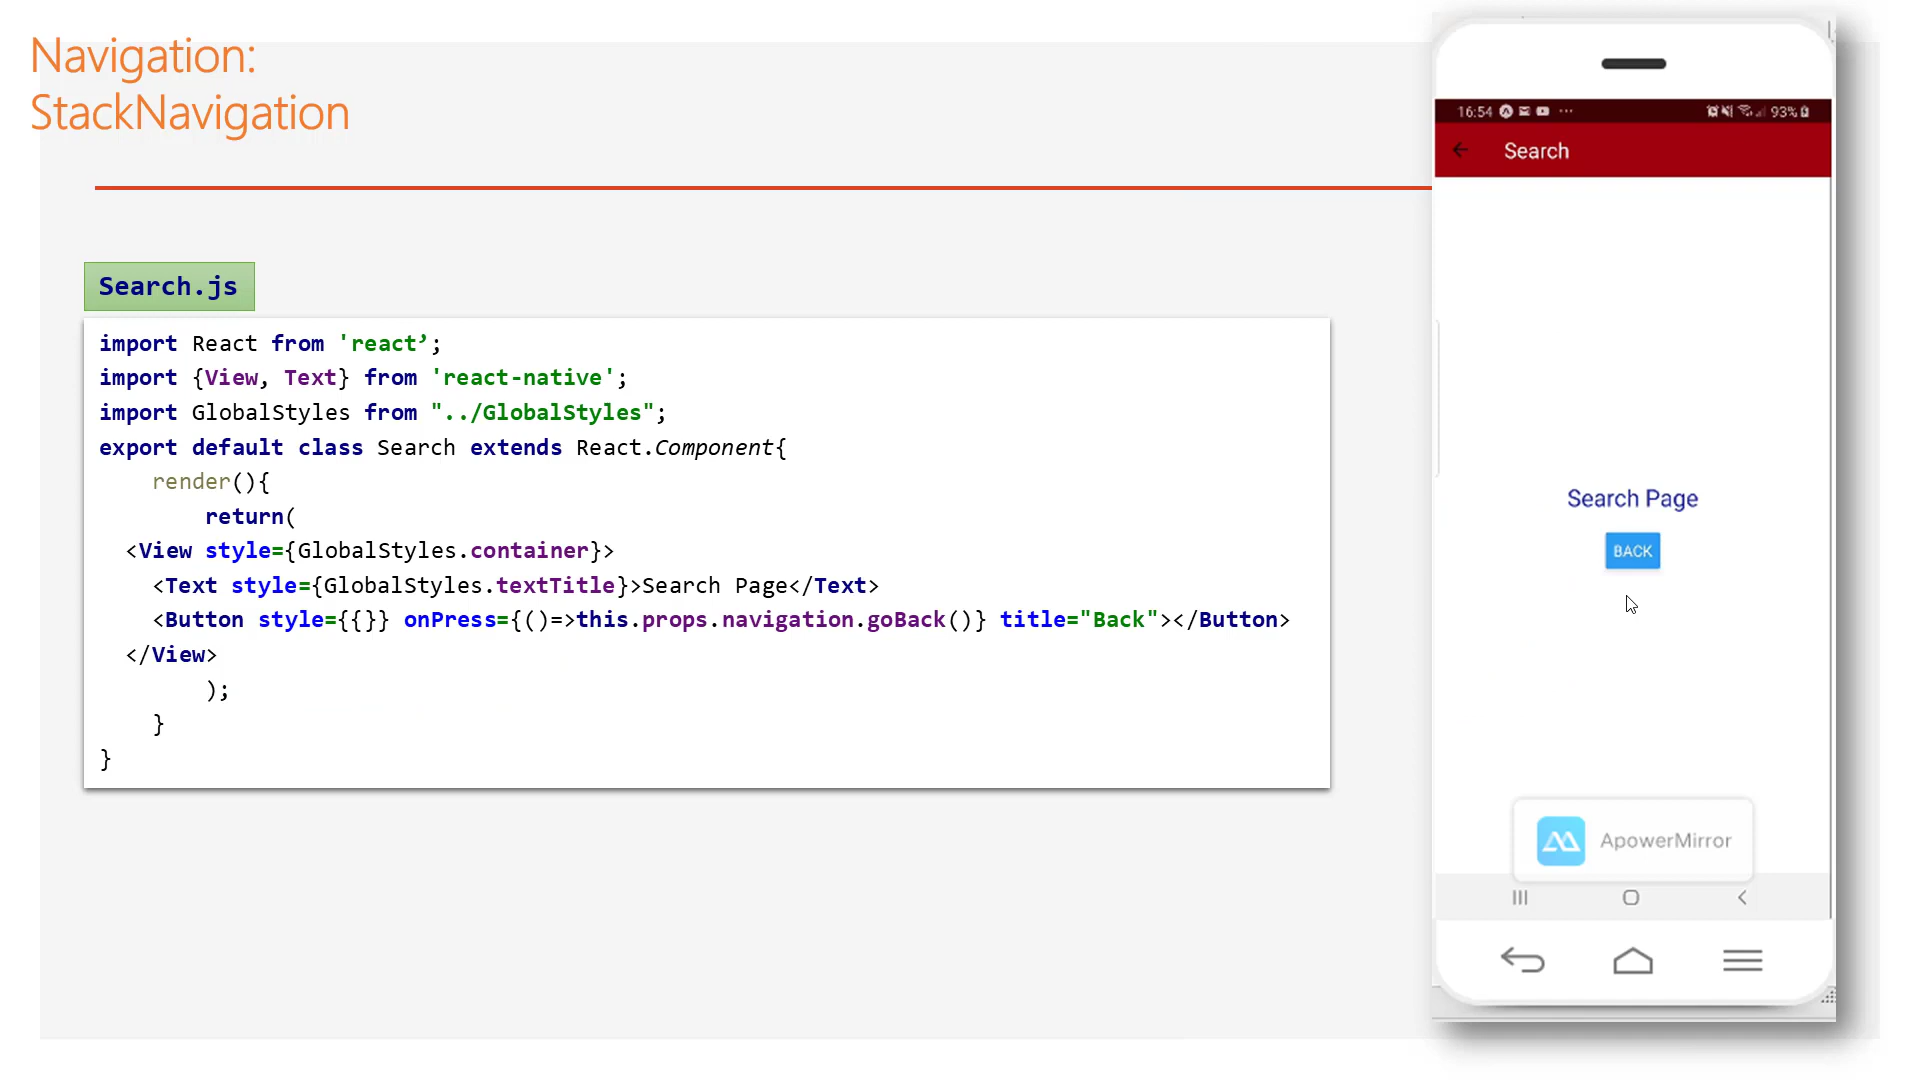 Navigation:
StackNavigation
Search.js
import React from 'react’;
import {View, Text} from 'react-native';
import GlobalStyles from "../GlobalStyles";
export default class Search extends React.Component{
    render(){
        return(
  <View style={GlobalStyles.container}>
    <Text style={GlobalStyles.textTitle}>Search Page</Text>
    <Button style={{}} onPress={()=>this.props.navigation.goBack()} title="Back"></Button>
  </View>
        );
    }
}
16:54 ... 93%
Search
Search Page
BACK
ApowerMirror